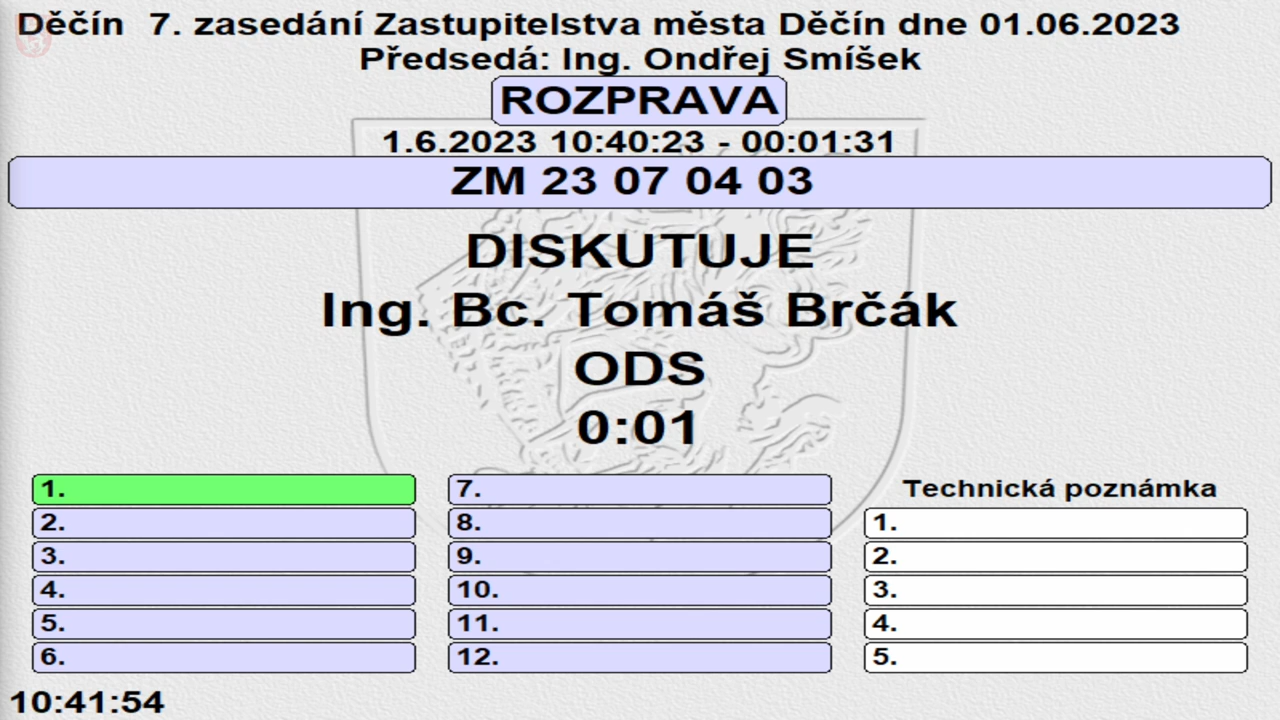 Děčín 7. zasedání Zastupitelstva města Děčín dne 01.06.2023
Předsedá: Ing. Ondřej Smíšek
ROZPRAVA
1.6.2023 10:40:23 - 00:01:31
ZM 23 07 04 03
DISKUTUJE
Ing. Bc. Tomáš Brčák
ODS
0:01
1.
2.
3.
4.
5.
6.
7.
8.
9.
10.
11.
12.
Technická poznámka
1.
2.
3.
4.
5.
10:41:54